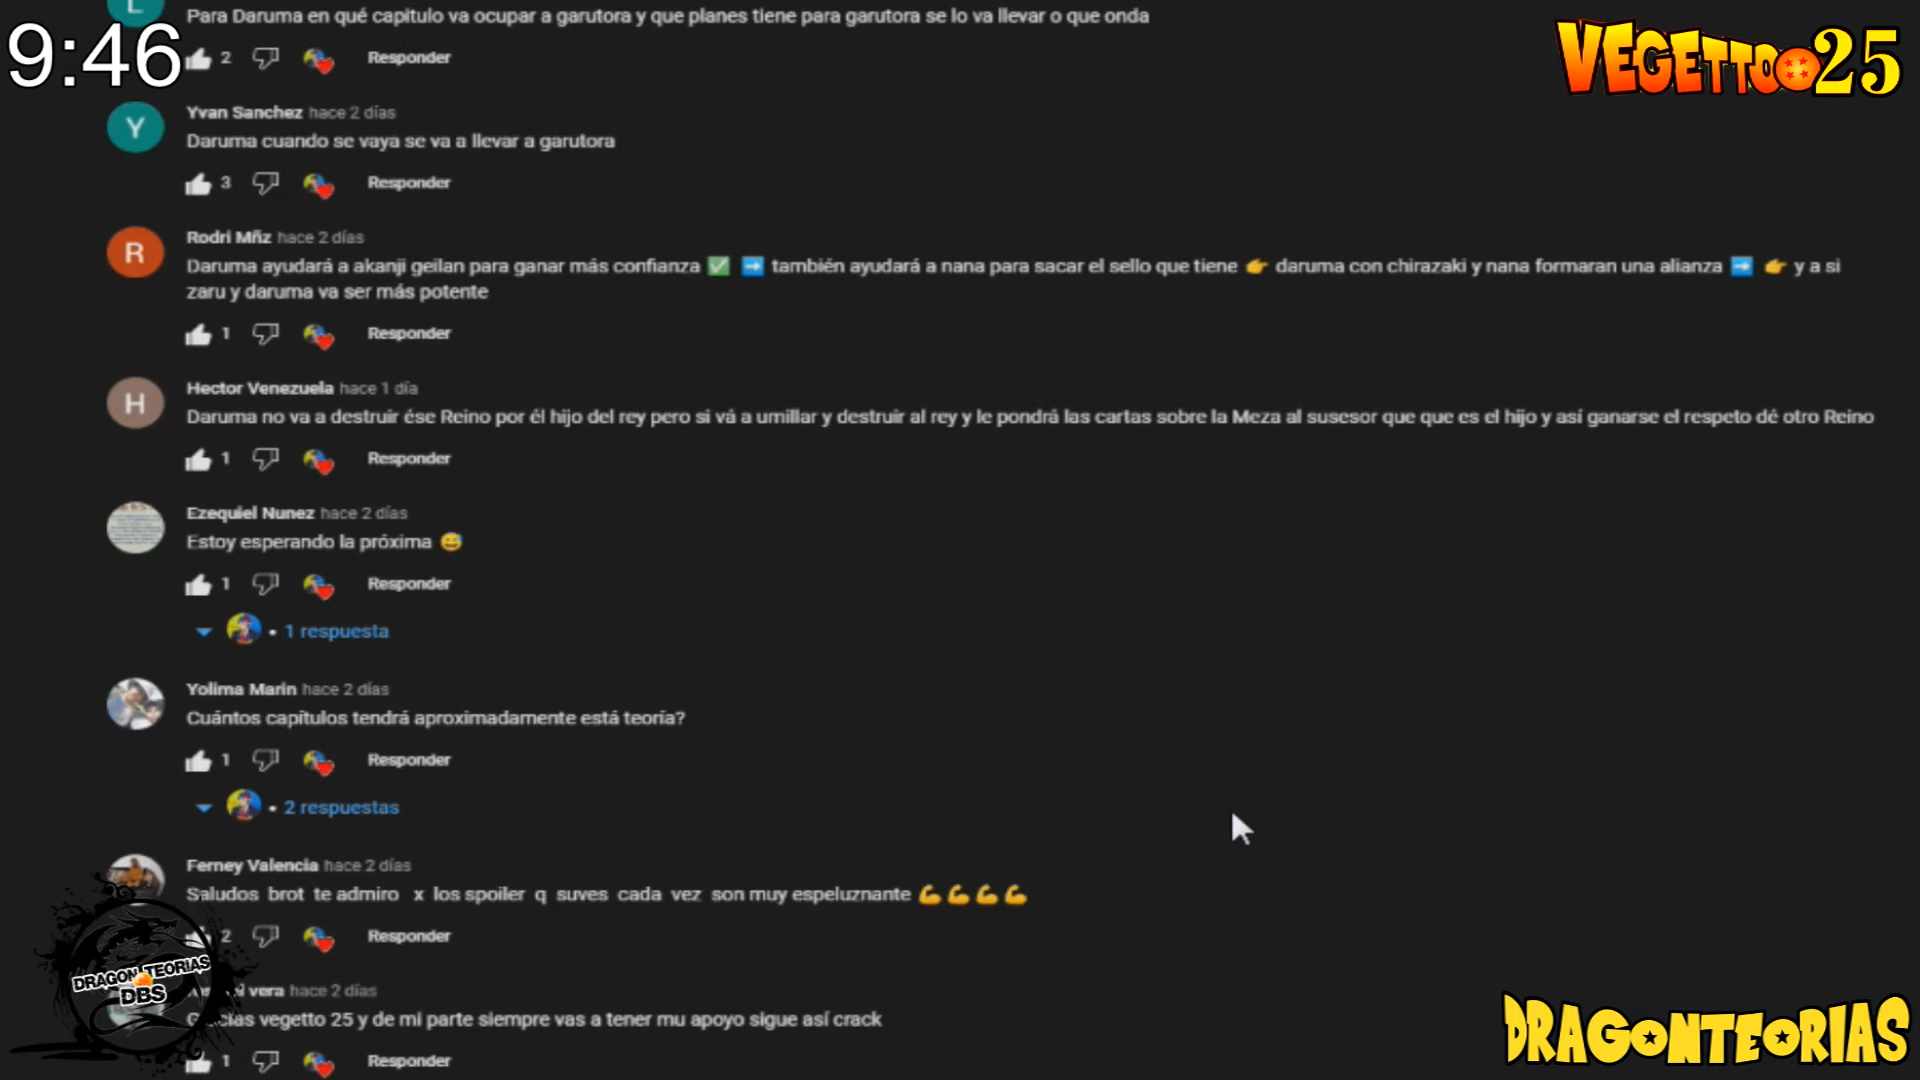 Para Daruma en qué capitulo va ocupar a garutora y que planes tiene para garutora se lo va llevar o que onda
9:46
VEGETTO 25
2 Responder
Y
Yvan Sanchez hace 2 días
Daruma cuando se vaya se va a llevar a garutora
3 Responder
R
Rodri Mñz hace 2 días
Daruma ayudará a akanji geilan para ganar más confianza ✅ ➡️ también ayudará a nana para sacar el sello que tiene 👉 daruma con chirazaki y nana formaran una alianza ➡️ 👉 y a si
zaru y daruma va ser más potente
1 Responder
H
Hector Venezuela hace 1 día
Daruma no va a destruir ése Reino por él hijo del rey pero si vá a umillar y destruir al rey y le pondrá las cartas sobre la Meza al susesor que que es el hijo y así ganarse el respeto dé otro Reino
1 Responder
Ezequiel Nunez hace 2 días
Estoy esperando la próxima 😅
1 Responder
• 1 respuesta
Yolima Marin hace 2 días
Cuántos capítulos tendrá aproximadamente está teoría?
1 Responder
• 2 respuestas
Ferney Valencia hace 2 días
Saludos brot te admiro x los spoiler q suves cada vez son muy espeluznante 💪💪💪💪
2 Responder
DRAGON TEORIAS
DBS
vera hace 2 días
vegetto 25 y de mi parte siempre vas a tener mu apoyo sigue así crack
1 Responder
DRAGONTEORIAS